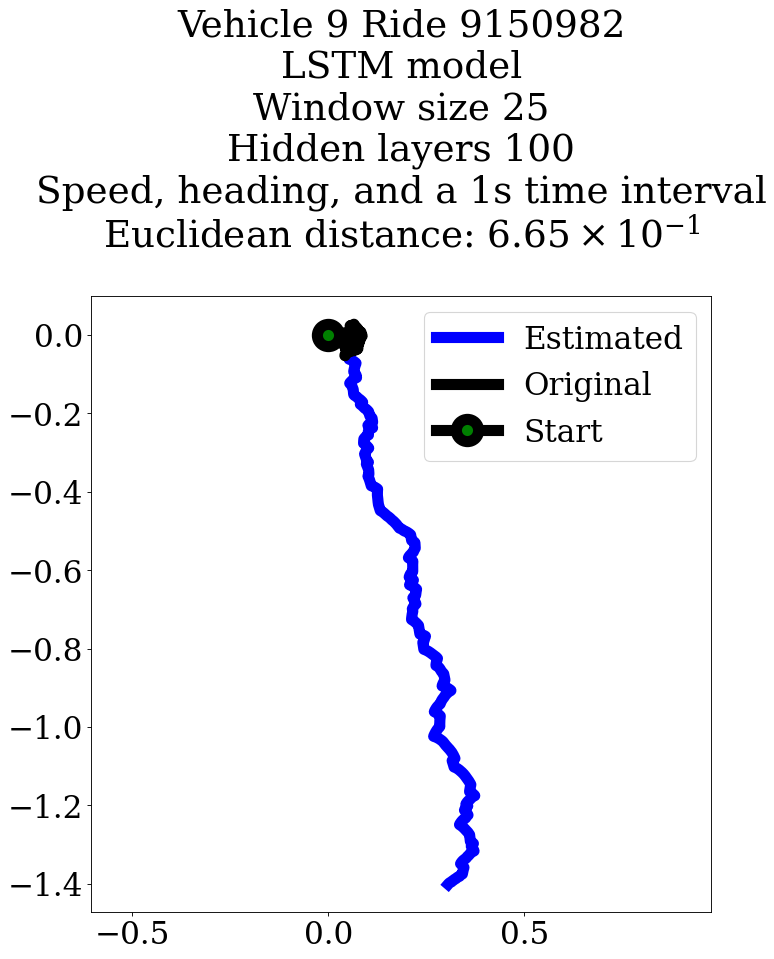 Vehicle 9 Ride 9150982
LSTM model
Window size 25
Hidden layers 100
Speed, heading, and a 1s time interval
Euclidean distance: 6.65 × 10⁻¹
Estimated
Original
Start
0.0
−0.2
−0.4
−0.6
−0.8
−1.0
−1.2
−1.4
−0.5 0.0 0.5